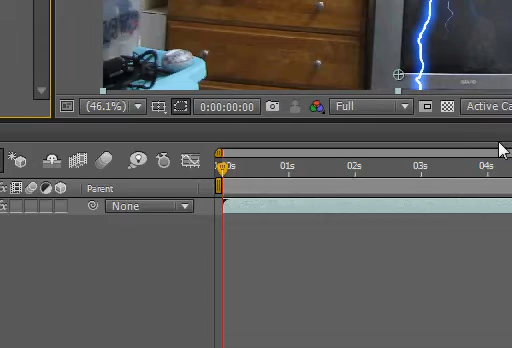 (46.1%) 0:00:00:00 Full Active Ca
00s 01s 02s 03s 04s
Parent
None